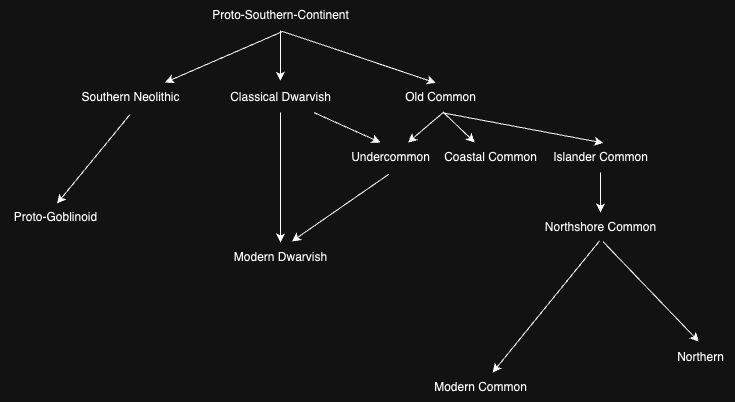 Proto-Southern-Continent
Southern Neolithic
Classical Dwarvish
Old Common
Undercommon
Coastal Common
Islander Common
Proto-Goblinoid
Northshore Common
Modern Dwarvish
Northern
Modern Common